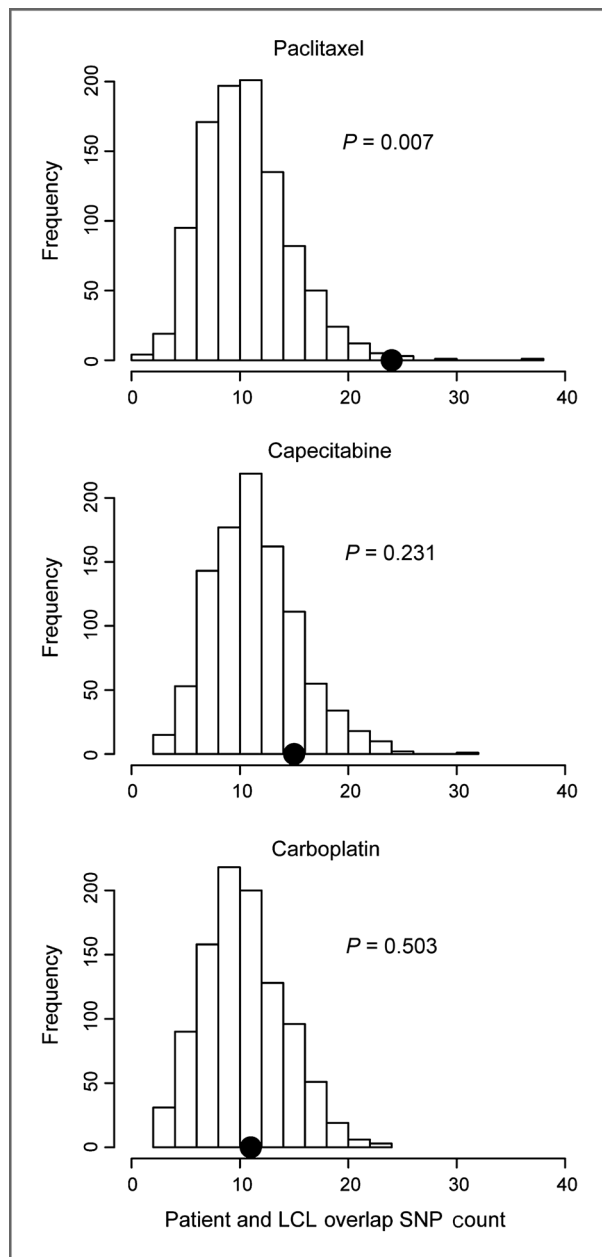 Paclitaxel
200
150
100
50
0
Frequency
P = 0.007
0 10 20 30 40
Capecitabine
200
150
100
50
0
Frequency
P = 0.231
0 10 20 30 40
Carboplatin
200
150
100
50
0
Frequency
P = 0.503
0 10 20 30 40
Patient and LCL overlap SNP count